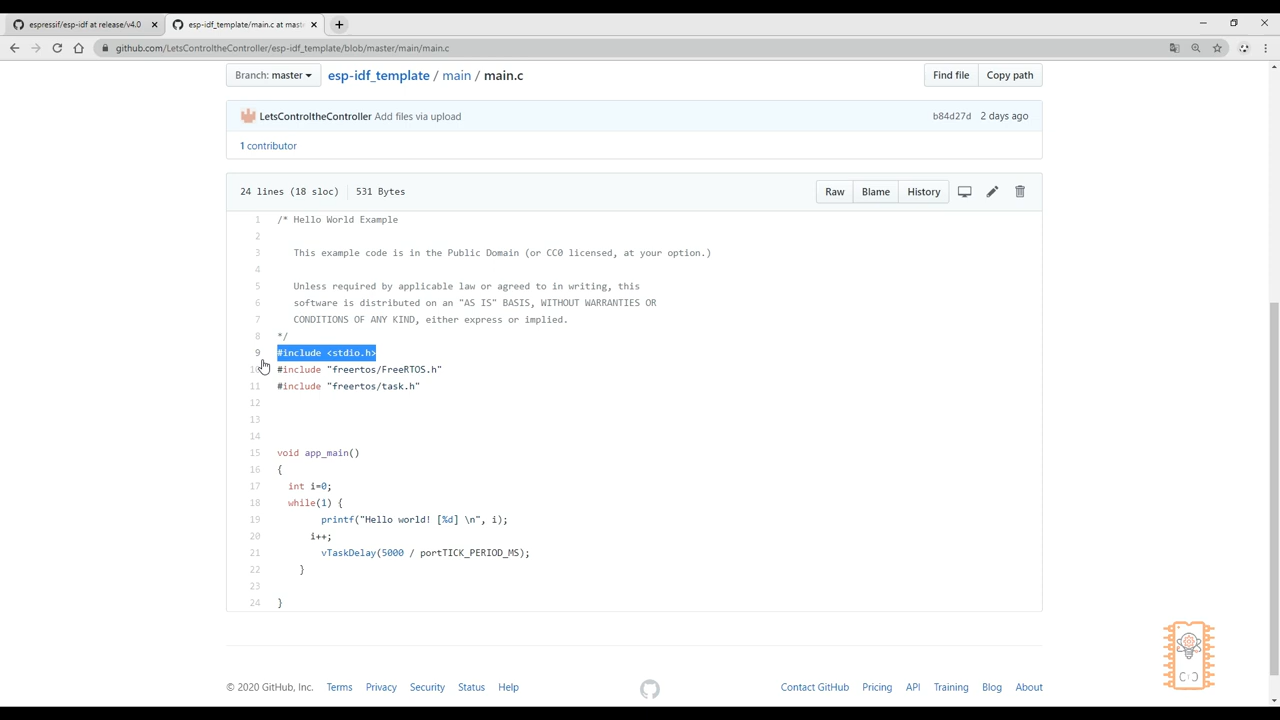 espressif/esp-idf at release/v4.0
esp-idf_template/main.c at mast
github.com/LetsControltheController/esp-idf_template/blob/master/main/main.c
Branch: master
esp-idf_template / main / main.c
Find file
Copy path
LetsControltheController Add files via upload
b84d27d 2 days ago
1 contributor
24 lines (18 sloc)
531 Bytes
Raw
Blame
History
1 /* Hello World Example
2
3 This example code is in the Public Domain (or CC0 licensed, at your option.)
4
5 Unless required by applicable law or agreed to in writing, this
6 software is distributed on an "AS IS" BASIS, WITHOUT WARRANTIES OR
7 CONDITIONS OF ANY KIND, either express or implied.
8 */
9 #include <stdio.h>
10 #include "freertos/FreeRTOS.h"
11 #include "freertos/task.h"
12
13
14
15 void app_main()
16 {
17 int i=0;
18 while(1) {
19 printf("Hello world! [%d] \n", i);
20 i++;
21 vTaskDelay(5000 / portTICK_PERIOD_MS);
22 }
23
24 }
© 2020 GitHub, Inc.
Terms
Privacy
Security
Status
Help
Contact GitHub
Pricing
API
Training
Blog
About